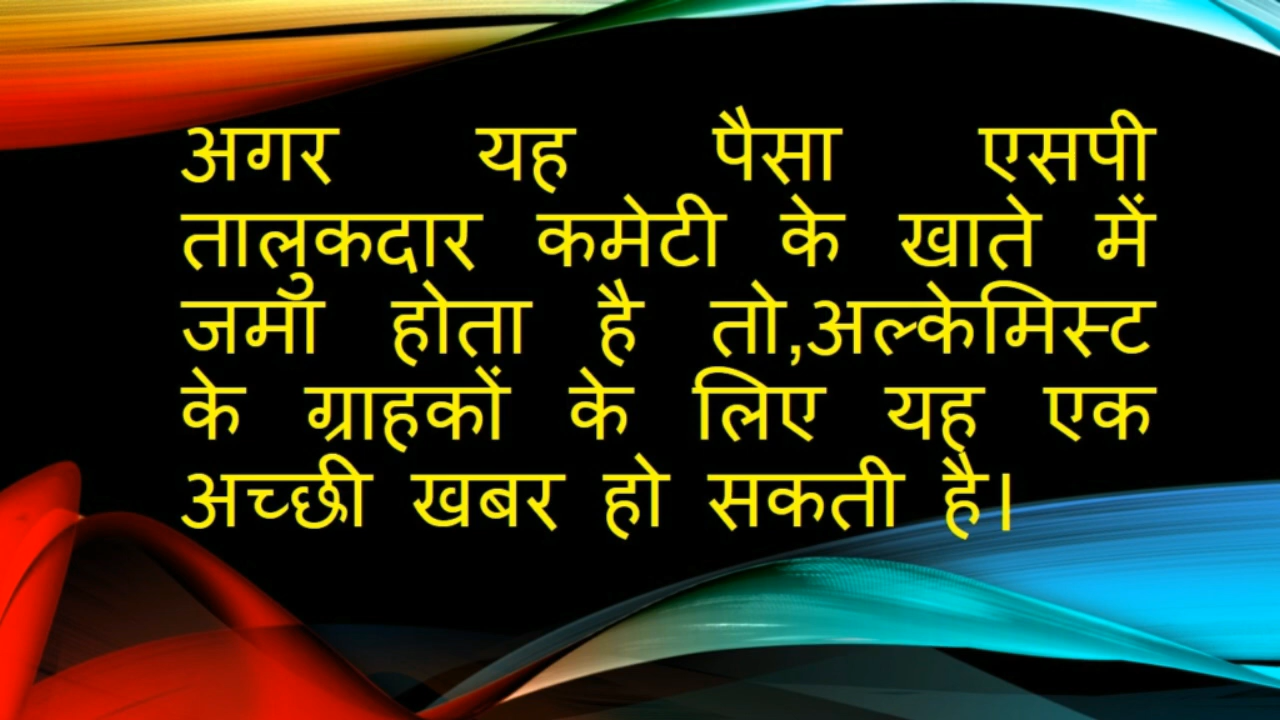 अगर यह पैसा एसपी
तालुकदार कमेटी के खाते में
जमा होता है तो,अल्केमिस्ट
के ग्राहकों के लिए यह एक
अच्छी खबर हो सकती है।